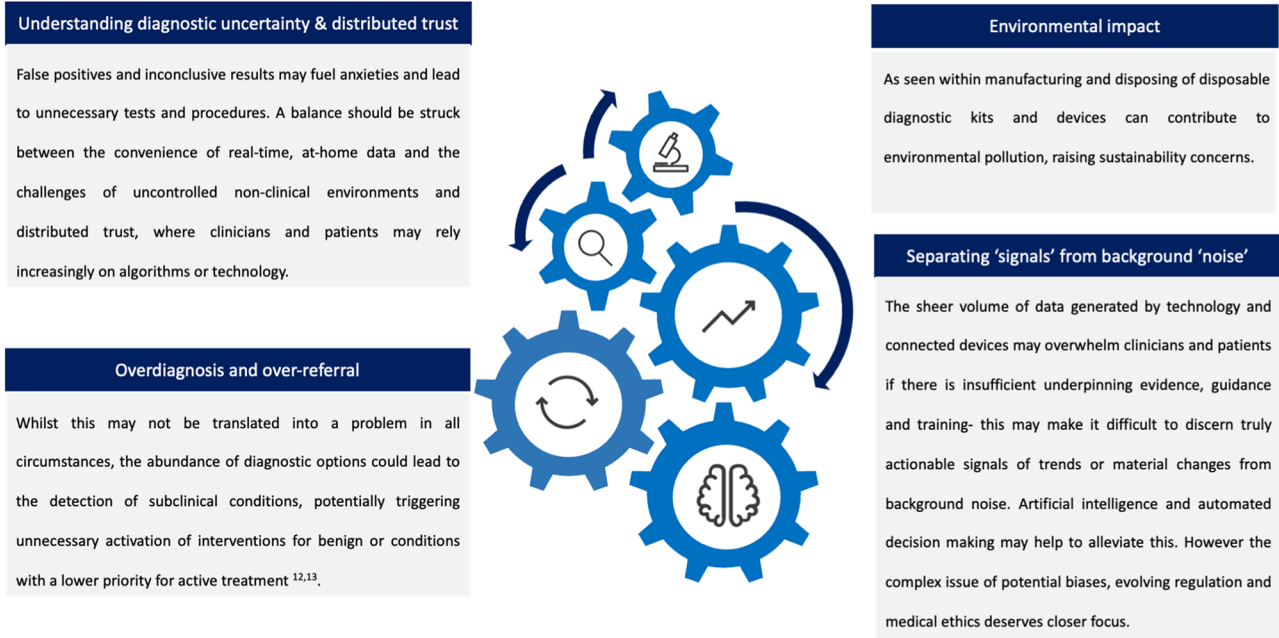 Understanding diagnostic uncertainty & distributed trust
False positives and inconclusive results may fuel anxieties and lead
to unnecessary tests and procedures. A balance should be struck
between the convenience of real-time, at-home data and the
challenges of uncontrolled non-clinical environments and
distributed trust, where clinicians and patients may rely
increasingly on algorithms or technology.
Overdiagnosis and over-referral
Whilst this may not be translated into a problem in all
circumstances, the abundance of diagnostic options could lead to
the detection of subclinical conditions, potentially triggering
unnecessary activation of interventions for benign or conditions
with a lower priority for active treatment 12,13.
Environmental impact
As seen within manufacturing and disposing of disposable
diagnostic kits and devices can contribute to
environmental pollution, raising sustainability concerns.
Separating ‘signals’ from background ‘noise’
The sheer volume of data generated by technology and
connected devices may overwhelm clinicians and patients
if there is insufficient underpinning evidence, guidance
and training- this may make it difficult to discern truly
actionable signals of trends or material changes from
background noise. Artificial intelligence and automated
decision making may help to alleviate this. However the
complex issue of potential biases, evolving regulation and
medical ethics deserves closer focus.